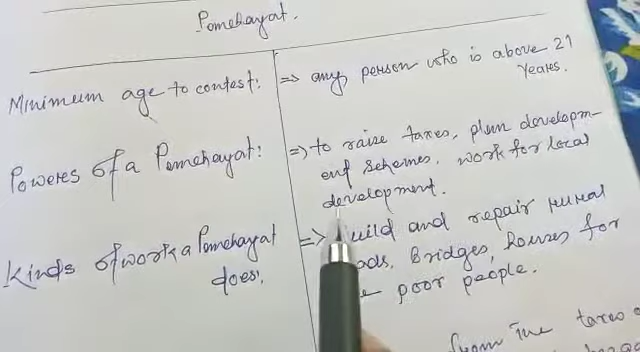 Panchayat.
Minimum age to contest:
=> any person who is above 21
Years.
Poweres of a Panchayat:
=> to raise taxes, plan developm-
ent schemes, work for local
development.
Kinds of work a Panchayat
does:
=> build and repair rural
Bridges, houses for
poor people.
from the taxes